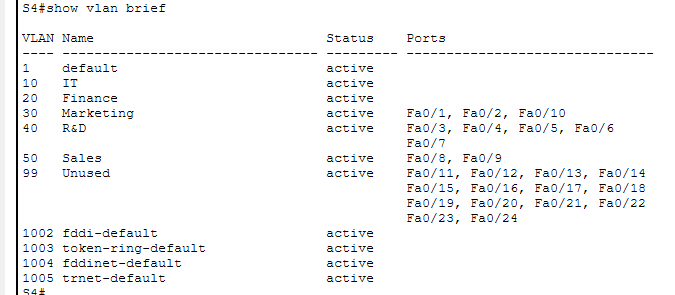 S4#show vlan brief
VLAN Name                             Status    Ports
---- -------------------------------- --------- -------------------------------
1    default                          active
10   IT                               active
20   Finance                          active
30   Marketing                        active    Fa0/1, Fa0/2, Fa0/10
40   R&D                              active    Fa0/3, Fa0/4, Fa0/5, Fa0/6
                                                Fa0/7
50   Sales                            active    Fa0/8, Fa0/9
99   Unused                           active    Fa0/11, Fa0/12, Fa0/13, Fa0/14
                                                Fa0/15, Fa0/16, Fa0/17, Fa0/18
                                                Fa0/19, Fa0/20, Fa0/21, Fa0/22
                                                Fa0/23, Fa0/24
1002 fddi-default                     active
1003 token-ring-default               active
1004 fddinet-default                  active
1005 trnet-default                    active
S4#